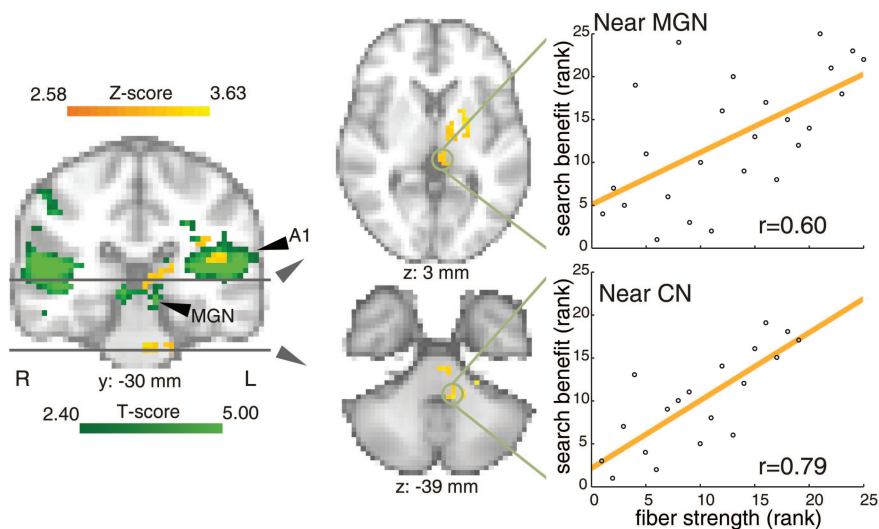 2.58 Z-score 3.63
A1
MGN
R y: -30 mm L
2.40 T-score 5.00
z: 3 mm
z: -39 mm
Near MGN
search benefit (rank)
25
20
15
10
5
0
r=0.60
Near CN
search benefit (rank)
25
20
15
10
5
0
r=0.79
0 5 10 15 20 25
fiber strength (rank)